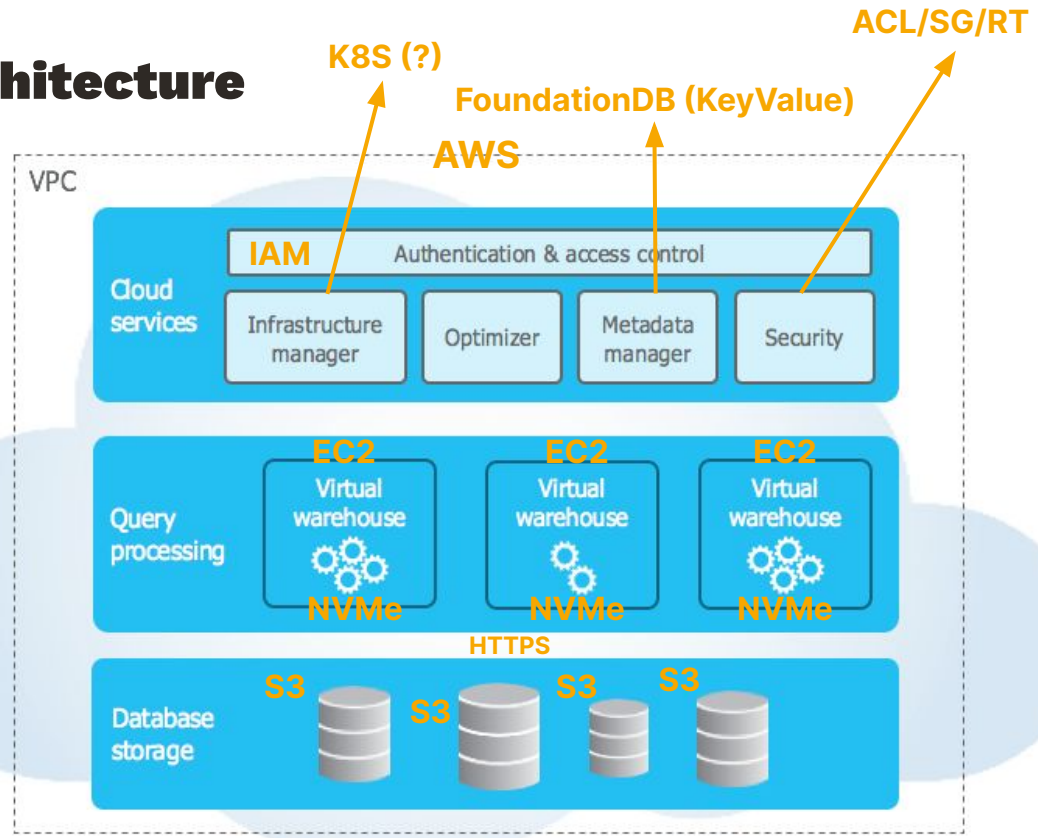 ACL/SG/RT
K8S (?)
hitecture
FoundationDB (KeyValue)
AWS
VPC
IAM
Authentication & access control
Cloud
services
Infrastructure
manager
Optimizer
Metadata
manager
Security
EC2
EC2
EC2
Virtual
warehouse
Virtual
warehouse
Virtual
warehouse
Query
processing
NVMe
NVMe
NVMe
HTTPS
S3
S3
S3
S3
Database
storage